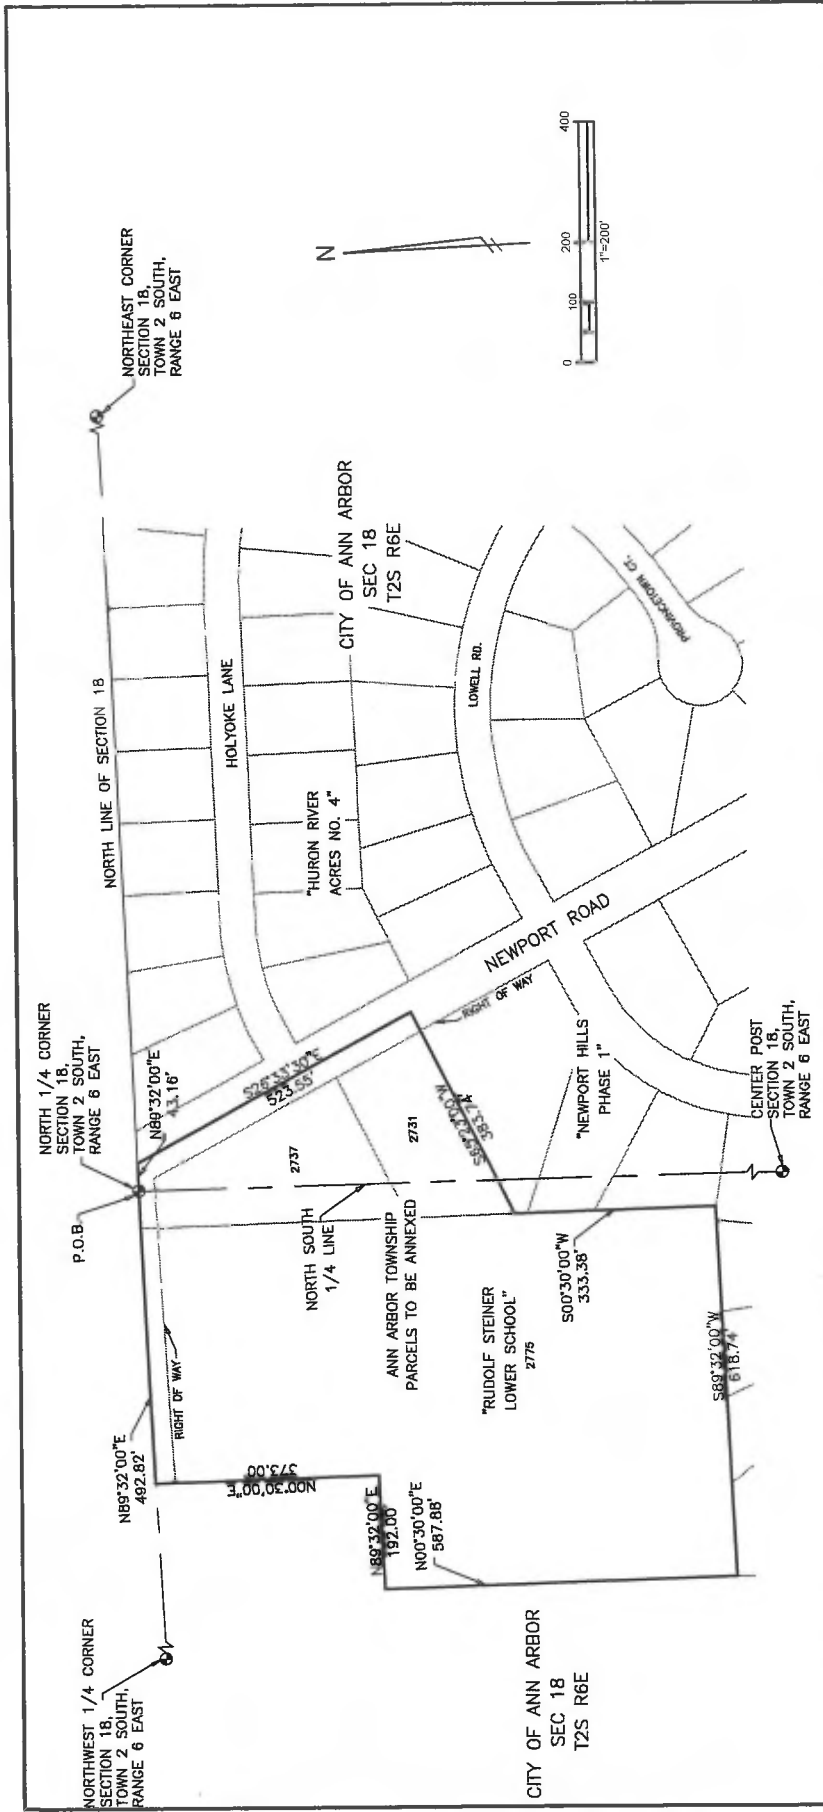 NORTHWEST 1/4 CORNER
SECTION 18,
TOWN 2 SOUTH,
RANGE 6 EAST
P.O.B
NORTH 1/4 CORNER
SECTION 18,
TOWN 2 SOUTH,
RANGE 6 EAST
NORTHEAST CORNER
SECTION 18,
TOWN 2 SOUTH,
RANGE 6 EAST
N89°32'00"E
492.82'
N89°32'00"E
43.16'
NORTH LINE OF SECTION 18
RIGHT OF WAY
HOLYOKE LANE
N00°30'00"E
373.00
2737
S26°33'30"E
523.55'
NORTH SOUTH
1/4 LINE
"HURON RIVER
ACRES NO. 4"
CITY OF ANN ARBOR
SEC 18
T2S R6E
N
N89°32'00"E
192.00'
ANN ARBOR TOWNSHIP
PARCELS TO BE ANNEXED
2731
S65°23'00"W
383.74'
RIGHT OF WAY
NEWPORT ROAD
LOWELL RD.
N00°30'00"E
587.88'
"RUDOLF STEINER
LOWER SCHOOL"
2775
S00°30'00"W
333.38'
"NEWPORT HILLS
PHASE 1"
PROVINCETOWN CT.
0
100
200
400
1"=200'
CITY OF ANN ARBOR
SEC 18
T2S R6E
S89°32'00"W
618.74'
CENTER POST
SECTION 18,
TOWN 2 SOUTH,
RANGE 6 EAST